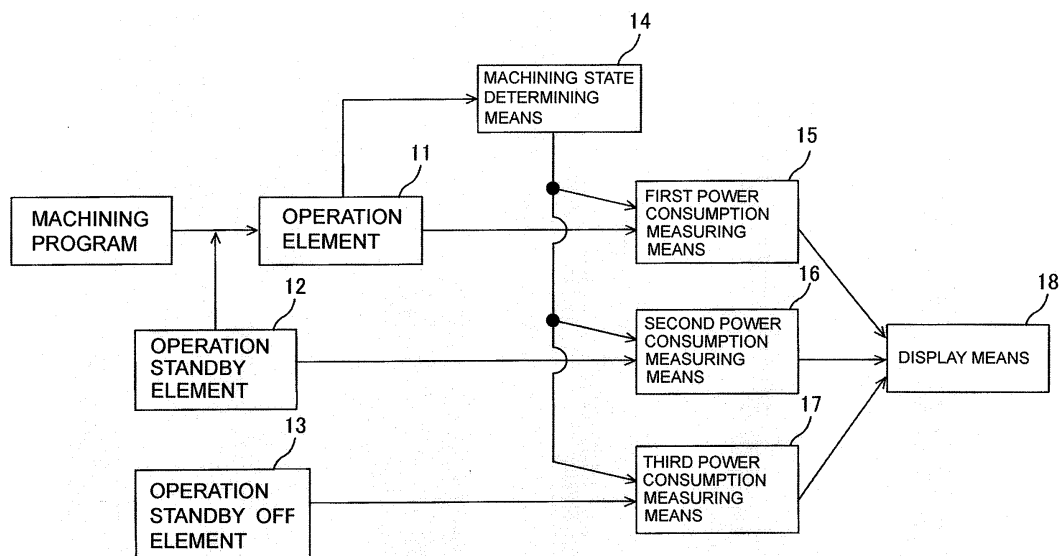 14
MACHINING STATE
DETERMINING
MEANS
11
15
MACHINING
PROGRAM
OPERATION
ELEMENT
FIRST POWER
CONSUMPTION
MEASURING
MEANS
12
16
18
OPERATION
STANDBY
ELEMENT
SECOND POWER
CONSUMPTION
MEASURING
MEANS
DISPLAY MEANS
13
17
OPERATION
STANDBY OFF
ELEMENT
THIRD POWER
CONSUMPTION
MEASURING
MEANS